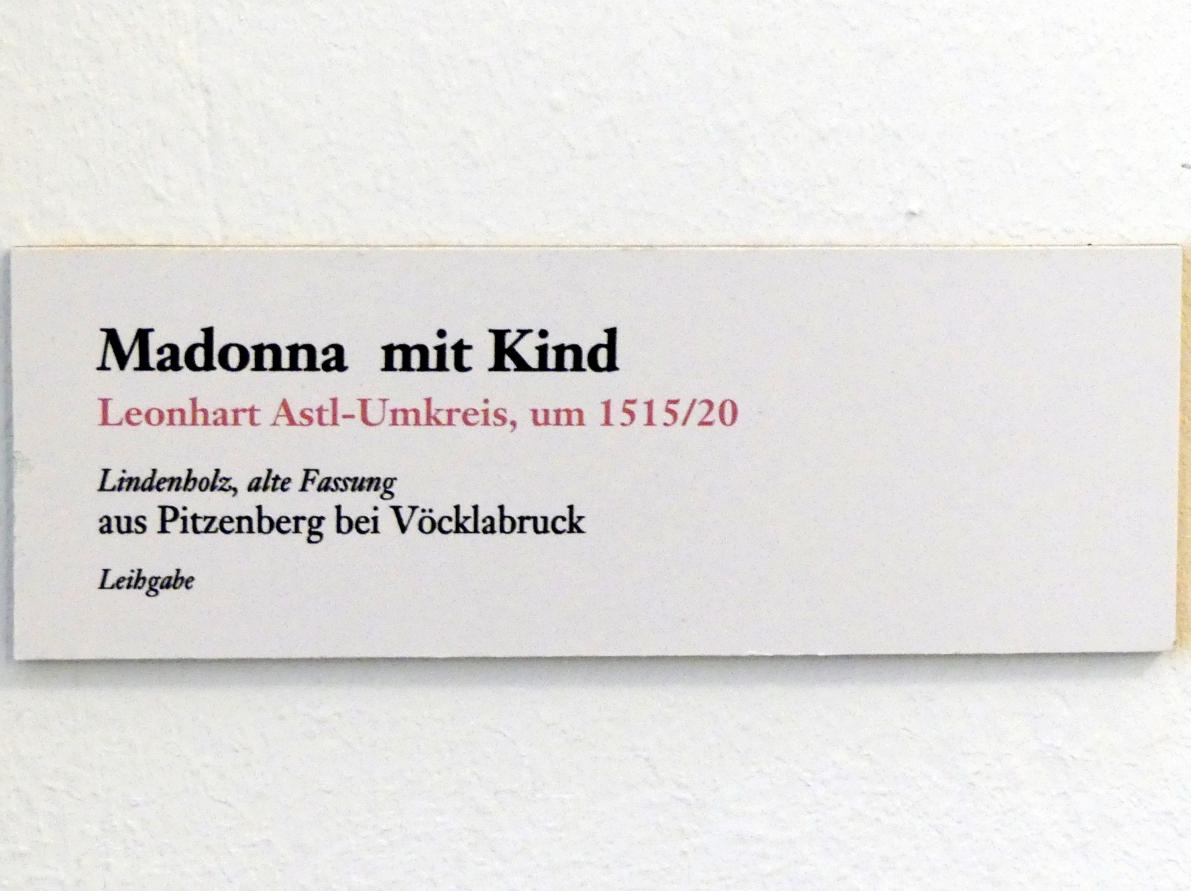 Madonna mit Kind
Leonhart Astl-Umkreis, um 1515/20
Lindenholz, alte Fassung
aus Pitzenberg bei Vöcklabruck
Leihgabe